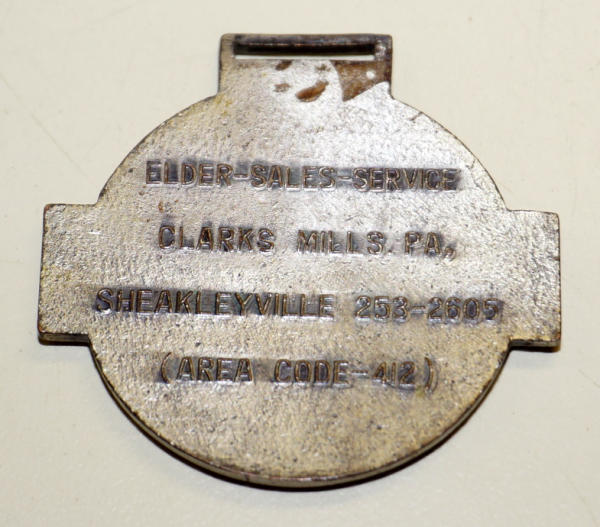 ELDER-SALES-SERVICE
CLARKS MILLS, PA,
SHEAKLEYVILLE 253-2605
(AREA CODE-412)